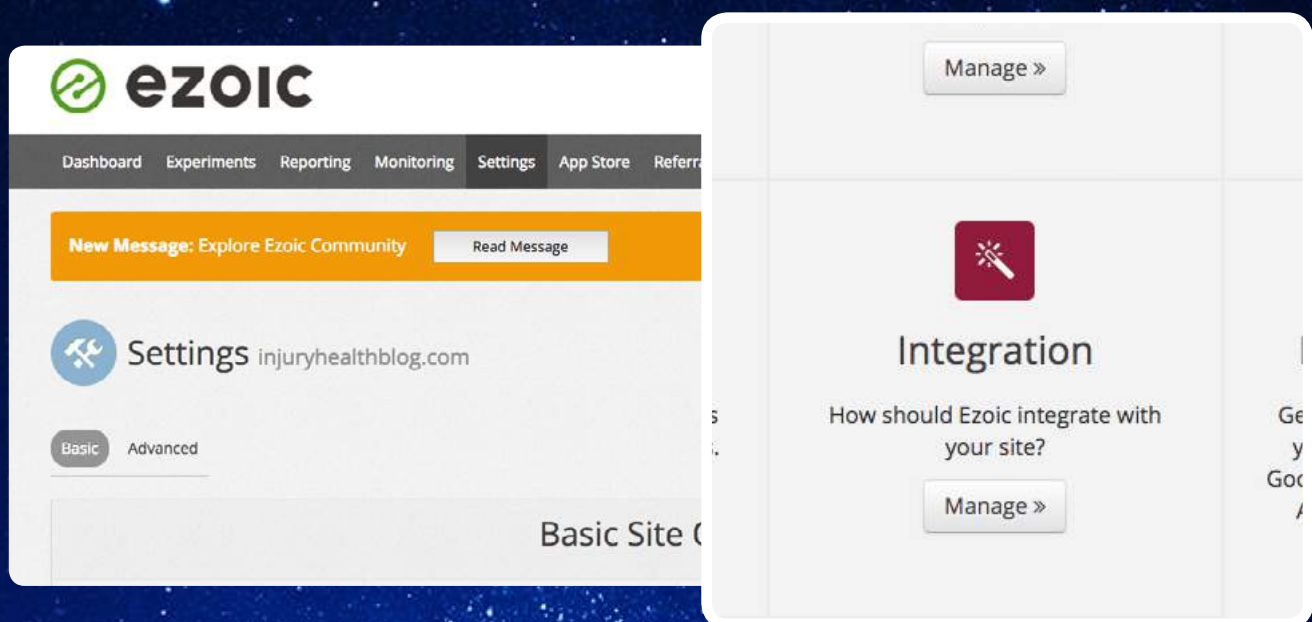 ezoic
Dashboard Experiments Reporting Monitoring Settings App Store
New Message: Explore Ezoic Community Read Message
Settings injuryhealthblog.com
Basic Advanced
Basic Site
Manage »
Integration
How should Ezoic integrate with
your site?
Manage »